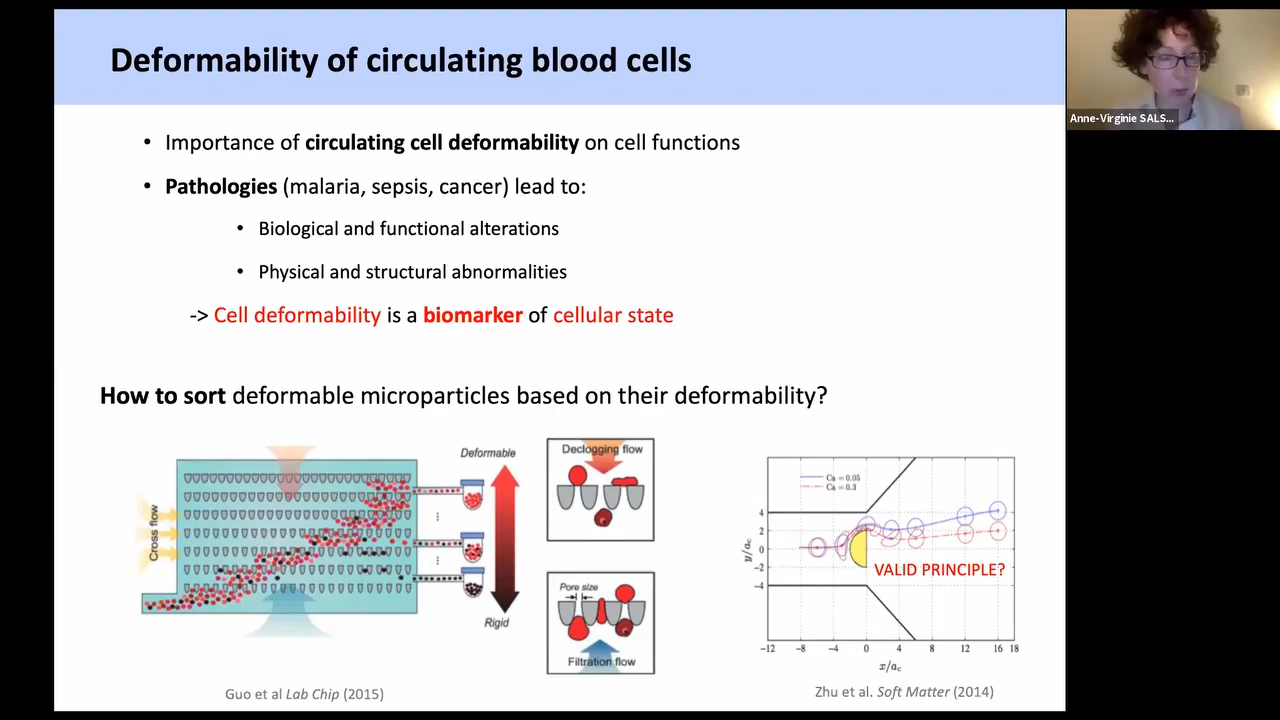 Deformability of circulating blood cells
Anne-Virginie SALS...
• Importance of circulating cell deformability on cell functions
• Pathologies (malaria, sepsis, cancer) lead to:
• Biological and functional alterations
• Physical and structural abnormalities
-> Cell deformability is a biomarker of cellular state
How to sort deformable microparticles based on their deformability?
Cross flow
Deformable
Rigid
Declogging flow
Pore size
Filtration flow
Ca = 0.05
Ca = 0.3
4
2
0
−2
−4
y/a_c
VALID PRINCIPLE?
−12 −8 −4 0 4 8 12 16 18
x/a_c
Guo et al Lab Chip (2015)
Zhu et al. Soft Matter (2014)